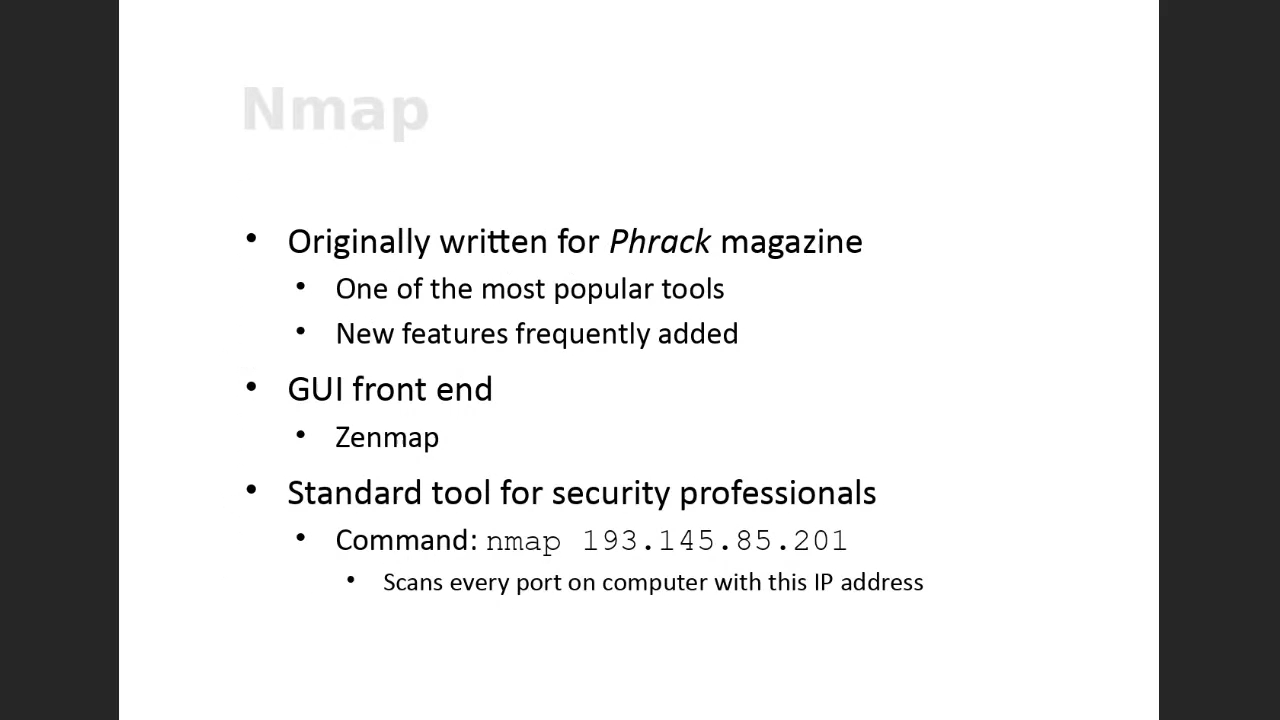 Nmap
• Originally written for Phrack magazine
• One of the most popular tools
• New features frequently added
• GUI front end
• Zenmap
• Standard tool for security professionals
• Command: nmap 193.145.85.201
• Scans every port on computer with this IP address